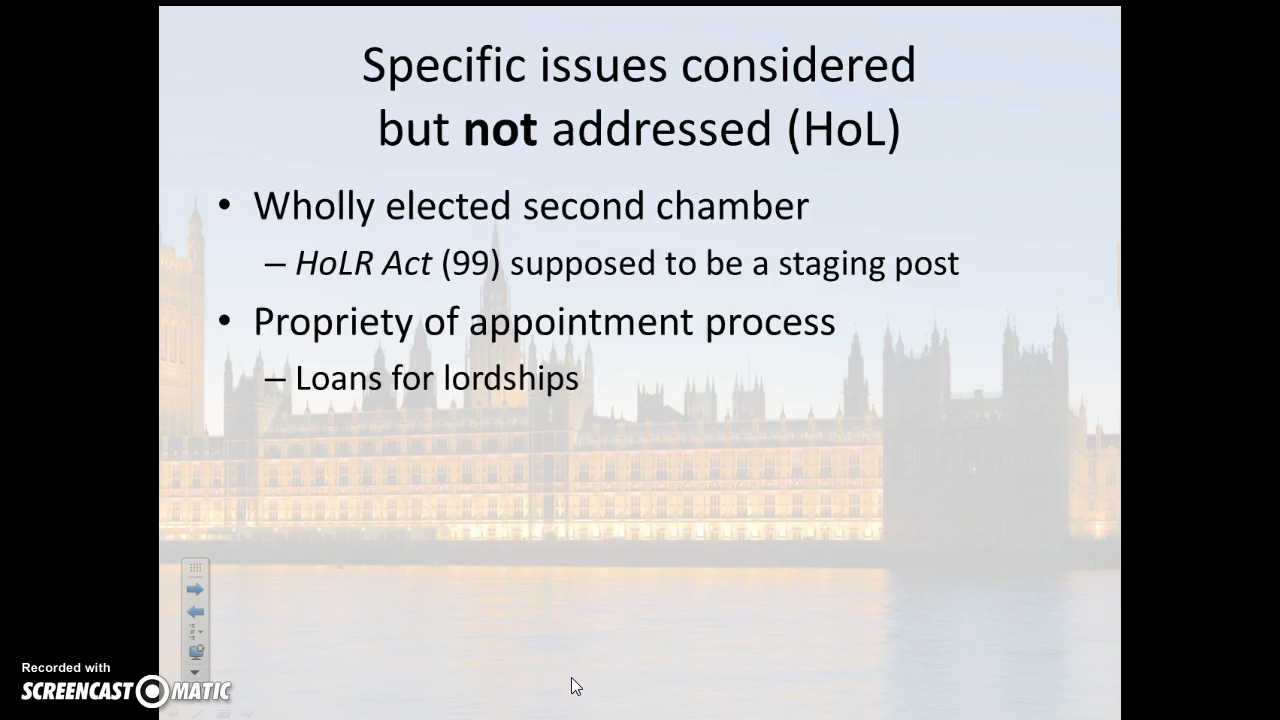 Specific issues considered
but not addressed (HoL)
• Wholly elected second chamber
– HoLR Act (99) supposed to be a staging post
• Propriety of appointment process
– Loans for lordships
Recorded with
SCREENCAST MATIC